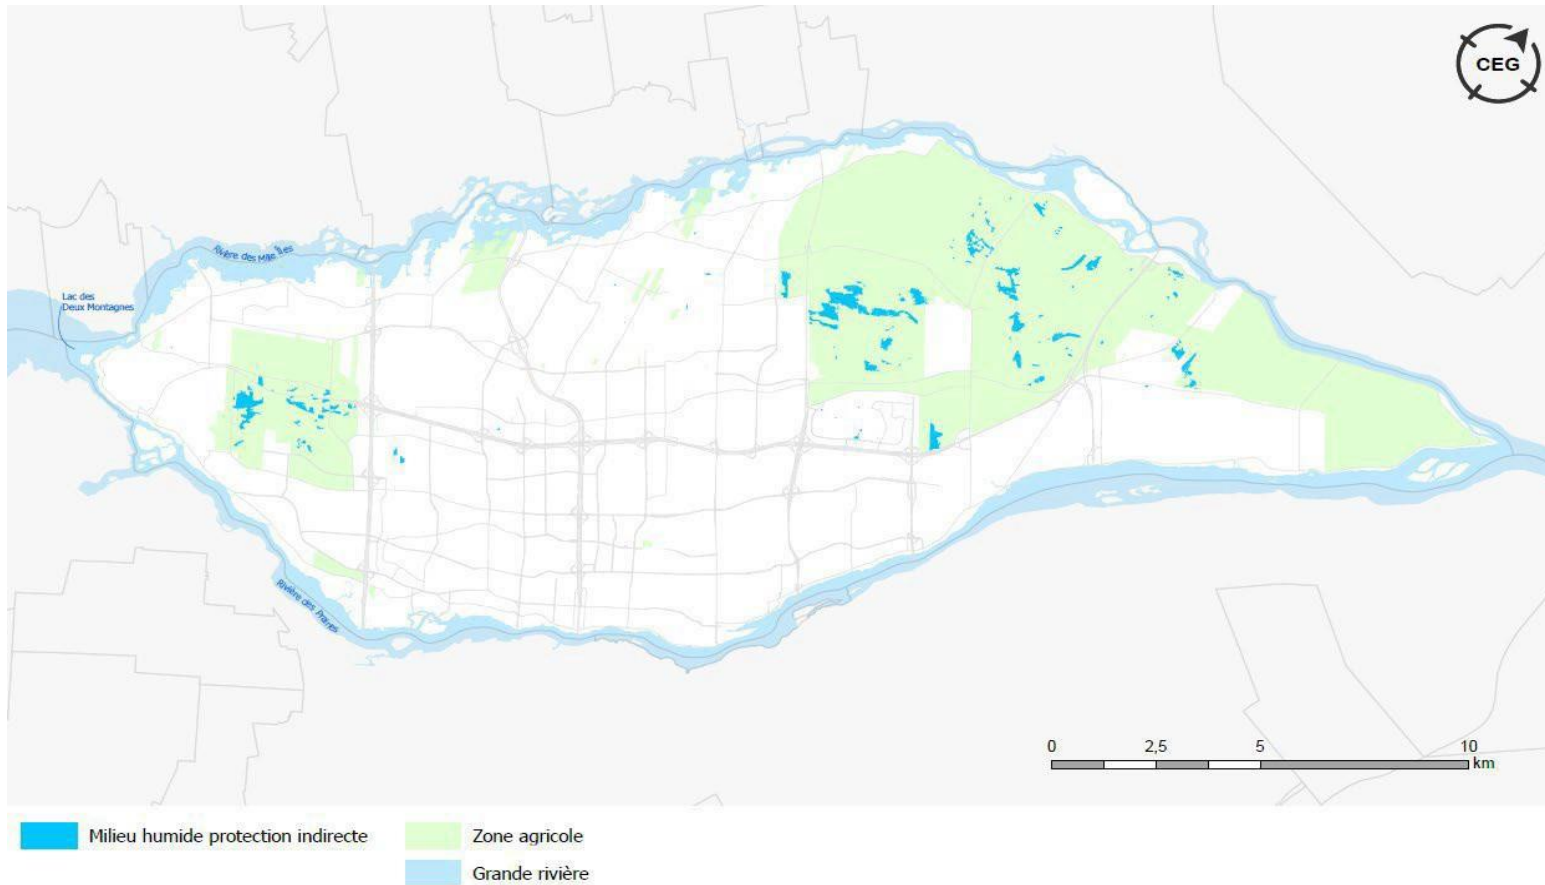 CEG
Rivière des Mille Îles
Lac des
Deux Montagnes
Rivière des Prairies
0 2,5 5 10
km
Milieu humide protection indirecte
Zone agricole
Grande rivière